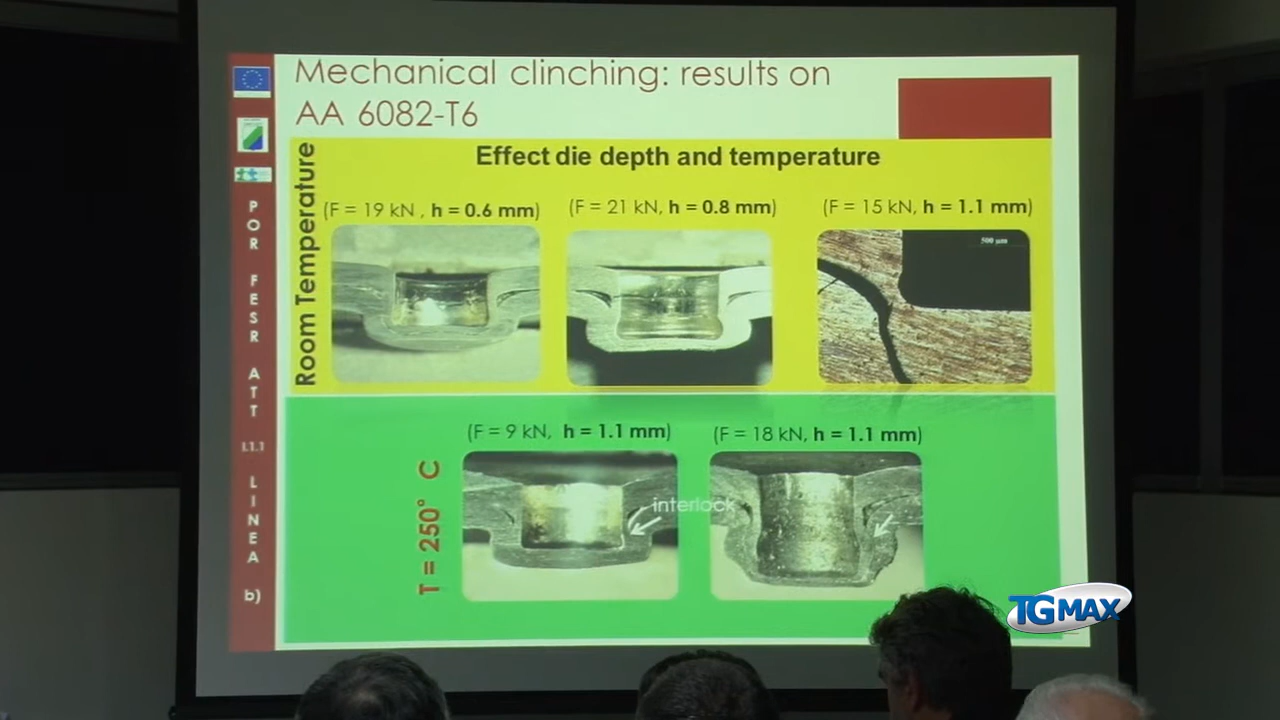 Mechanical clinching: results on
AA 6082-T6
Effect die depth and temperature
Room Temperature
(F = 19 kN , h = 0.6 mm)
(F = 21 kN, h = 0.8 mm)
(F = 15 kN, h = 1.1 mm)
500 µm
(F = 9 kN, h = 1.1 mm)
(F = 18 kN, h = 1.1 mm)
T = 250° C
interlock
POR FESR ATT I.1.1 LINEA b)
TGMAX